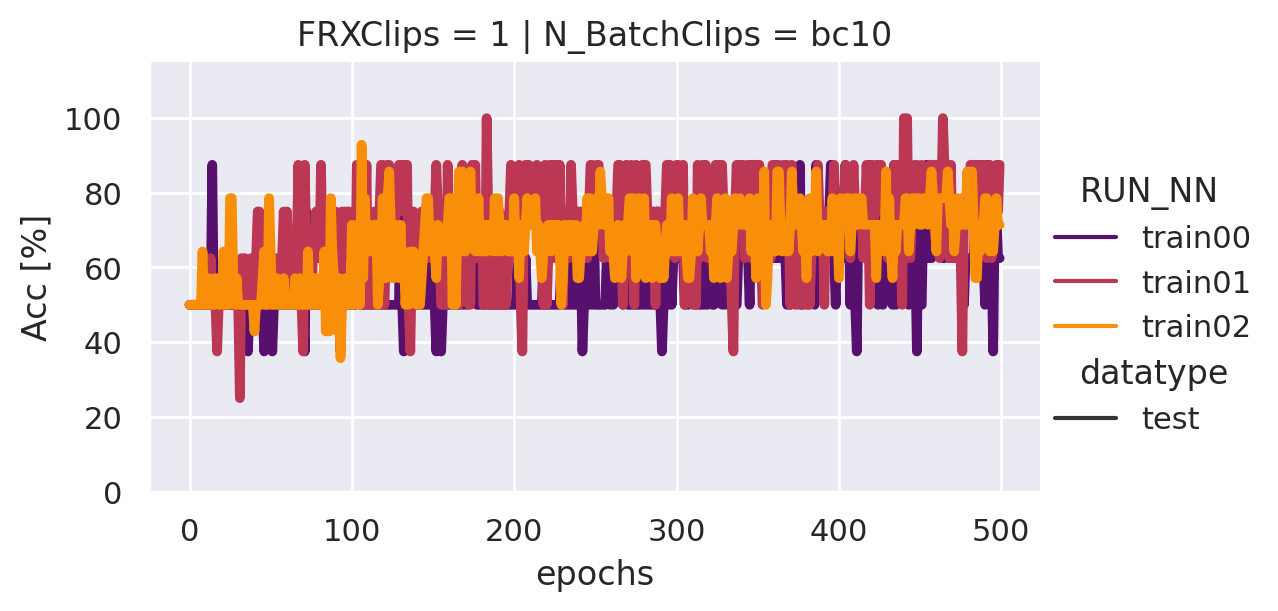 FRXClips = 1 | N_BatchClips = bc10
Acc [%]
100
80
60
40
20
0
0 100 200 300 400 500
epochs
RUN_NN
train00
train01
train02
datatype
test